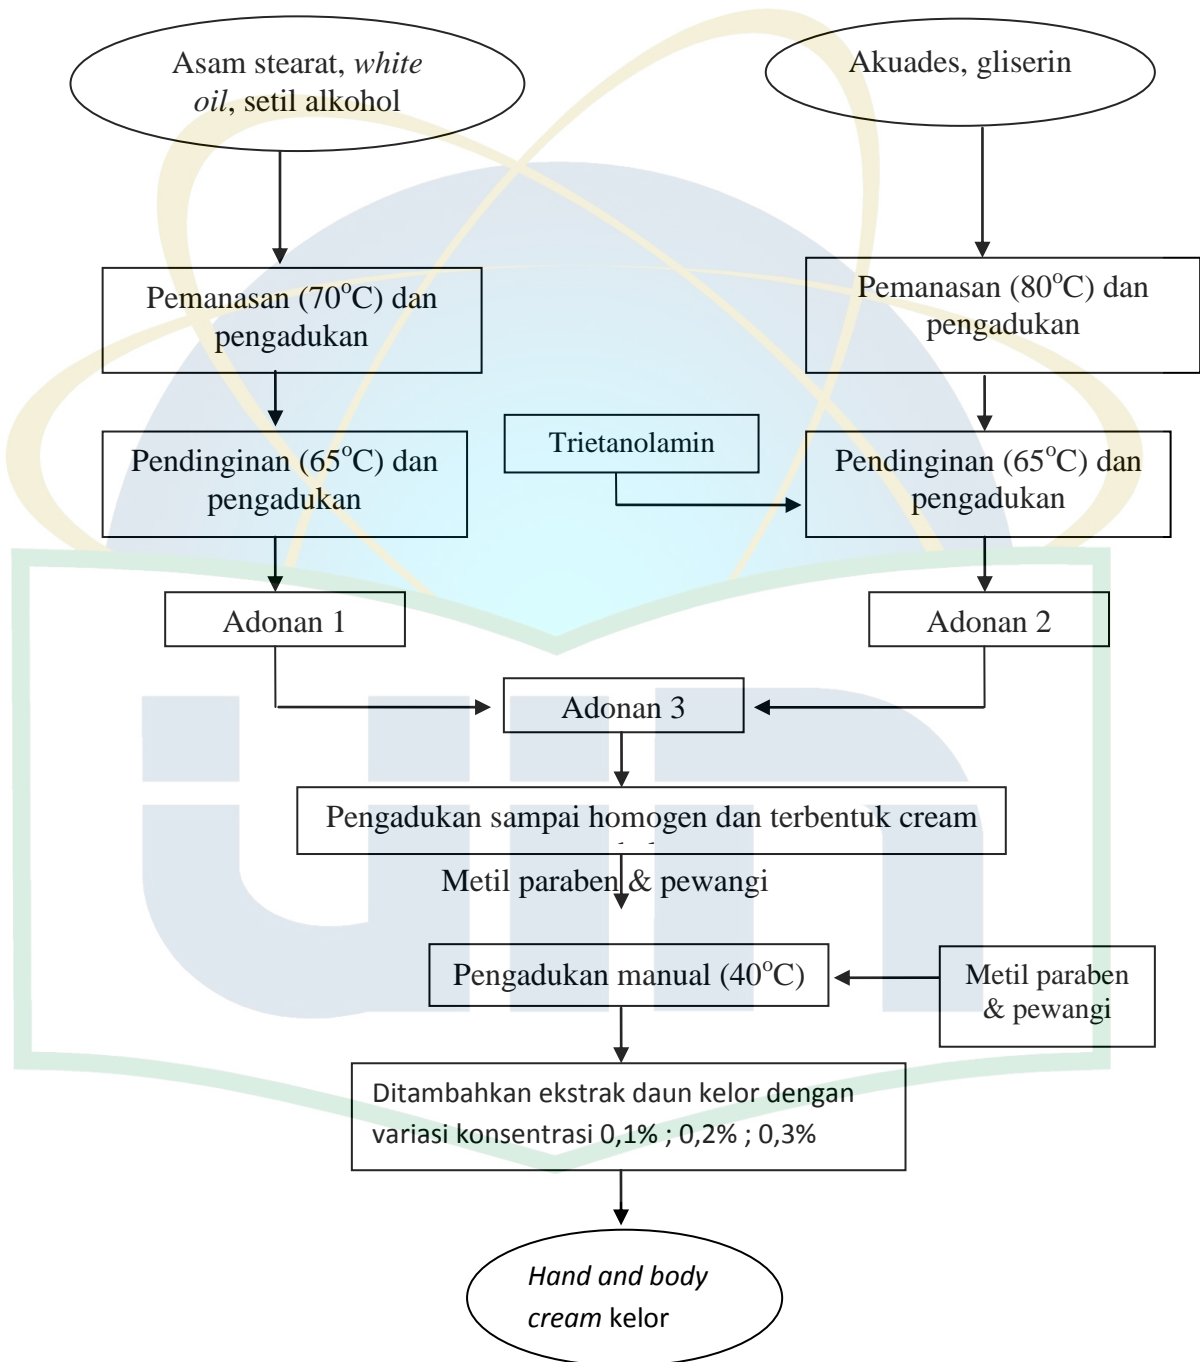 Asam stearat, white
oil, setil alkohol
Akuades, gliserin
Pemanasan (70°C) dan
pengadukan
Pemanasan (80°C) dan
pengadukan
Pendinginan (65°C) dan
pengadukan
Trietanolamin
Pendinginan (65°C) dan
pengadukan
Adonan 1
Adonan 2
Adonan 3
Pengadukan sampai homogen dan terbentuk cream
Metil paraben & pewangi
Pengadukan manual (40°C)
Metil paraben
& pewangi
Ditambahkan ekstrak daun kelor dengan
variasi konsentrasi 0,1% ; 0,2% ; 0,3%
Hand and body
cream kelor
uin